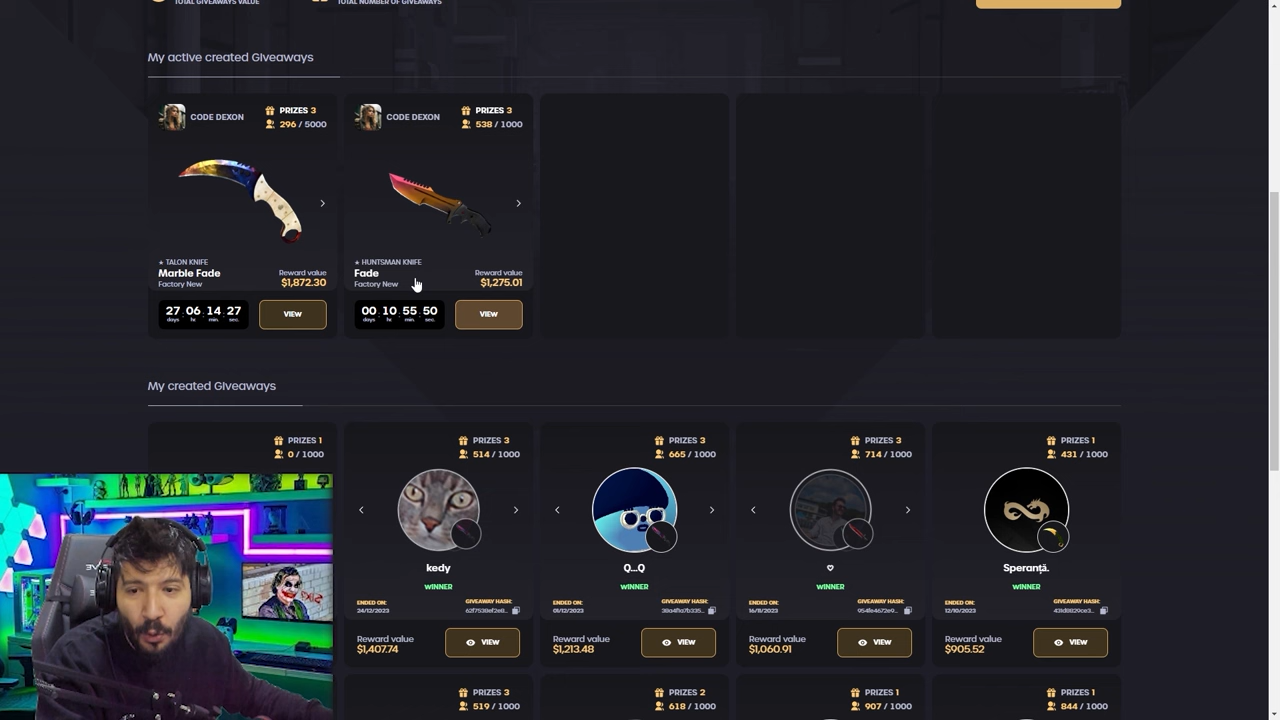 TOTAL GIVEAWAYS VALUE
TOTAL NUMBER OF GIVEAWAYS
My active created Giveaways
CODE DEXON
PRIZES 3
296 / 5000
★ TALON KNIFE
Marble Fade
Factory New
Reward value
$1,872.30
27 : 06 : 14 : 27
days hr min. sec.
VIEW
CODE DEXON
PRIZES 3
538 / 1000
★ HUNTSMAN KNIFE
Fade
Factory New
Reward value
$1,275.01
00 : 10 : 55 : 50
days hr min. sec.
VIEW
My created Giveaways
PRIZES 1
0 / 1000
PRIZES 3
514 / 1000
kedy
WINNER
ENDED ON:
24/12/2023
GIVEAWAY HASH:
Reward value
$1,407.74
VIEW
PRIZES 3
665 / 1000
Q...Q
WINNER
ENDED ON:
01/12/2023
GIVEAWAY HASH:
Reward value
$1,213.48
VIEW
PRIZES 3
714 / 1000
WINNER
ENDED ON:
GIVEAWAY HASH:
Reward value
$1,060.91
VIEW
PRIZES 1
431 / 1000
Speranță.
WINNER
ENDED ON:
12/10/2023
GIVEAWAY HASH:
Reward value
$905.52
VIEW
PRIZES 3
519 / 1000
PRIZES 2
618 / 1000
PRIZES 1
907 / 1000
PRIZES 1
844 / 1000